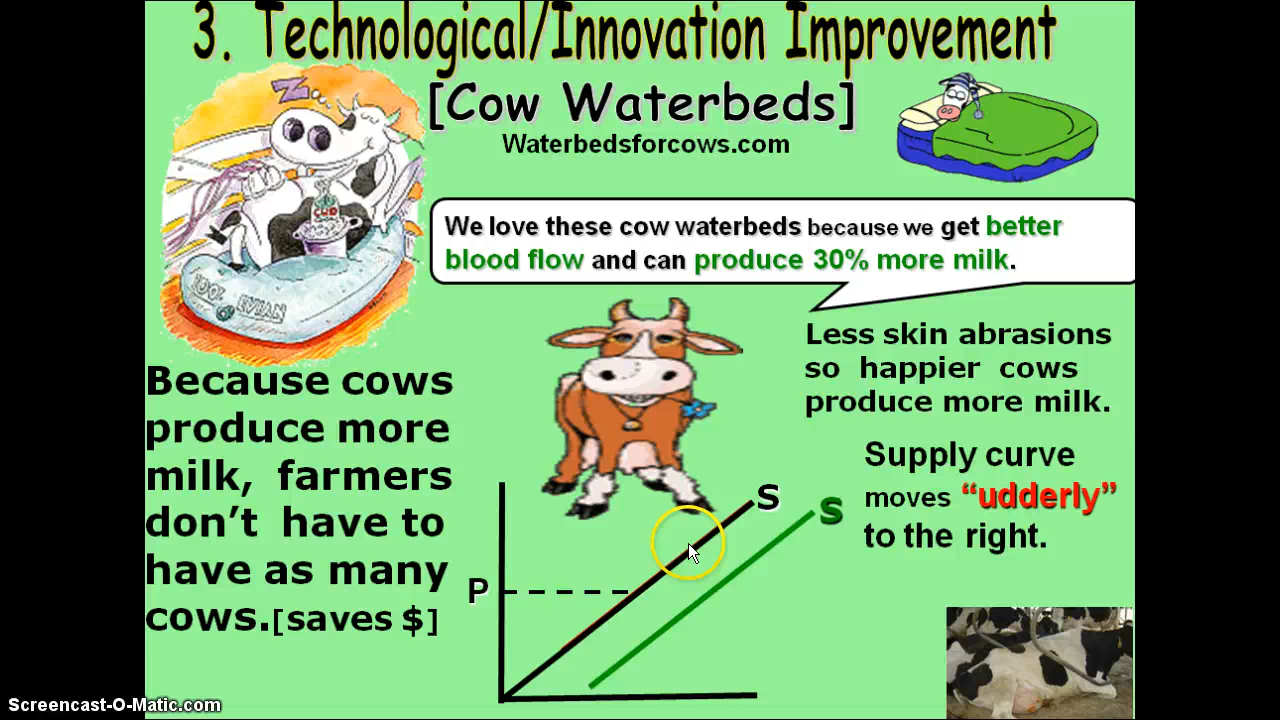 3. Technological/Innovation Improvement
[Cow Waterbeds]
Waterbedsforcows.com
Z
CUD
100% EVIAN
We love these cow waterbeds because we get better
blood flow and can produce 30% more milk.
Less skin abrasions
so happier cows
produce more milk.
Because cows
produce more
milk, farmers
don’t have to
have as many
cows.[saves $]
Supply curve
moves “udderly”
to the right.
S
S
P
Screencast-O-Matic.com